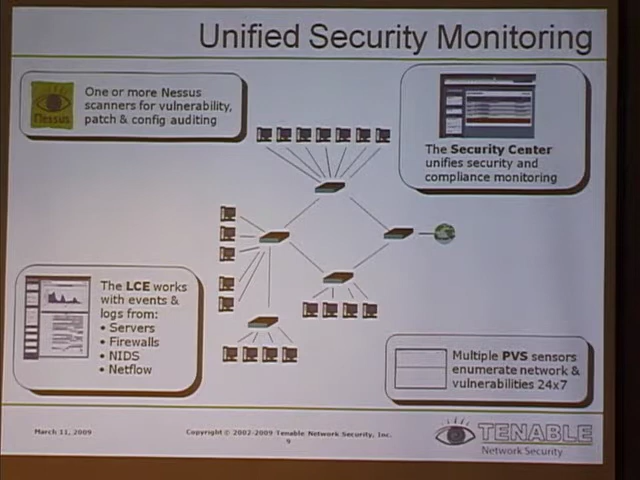 Unified Security Monitoring
Nessus
One or more Nessus
scanners for vulnerability,
patch & config auditing
The Security Center
unifies security and
compliance monitoring
The LCE works
with events &
logs from:
• Servers
• Firewalls
• NIDS
• Netflow
Multiple PVS sensors
enumerate network &
vulnerabilities 24x7
March 11, 2009
Copyright © 2002-2009 Tenable Network Security, Inc.
9
TENABLE
Network Security